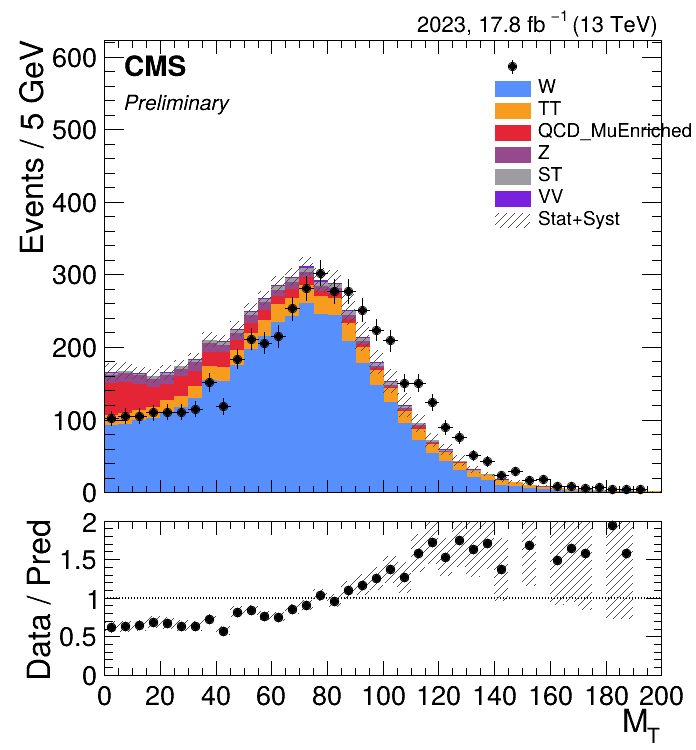 2023, 17.8 fb⁻¹ (13 TeV)
Events / 5 GeV
600
500
400
300
200
100
0
CMS
Preliminary
W
TT
QCD_MuEnriched
Z
ST
VV
Stat+Syst
Data / Pred
2
1.5
1
0.5
0
0 20 40 60 80 100 120 140 160 180 200
M_T